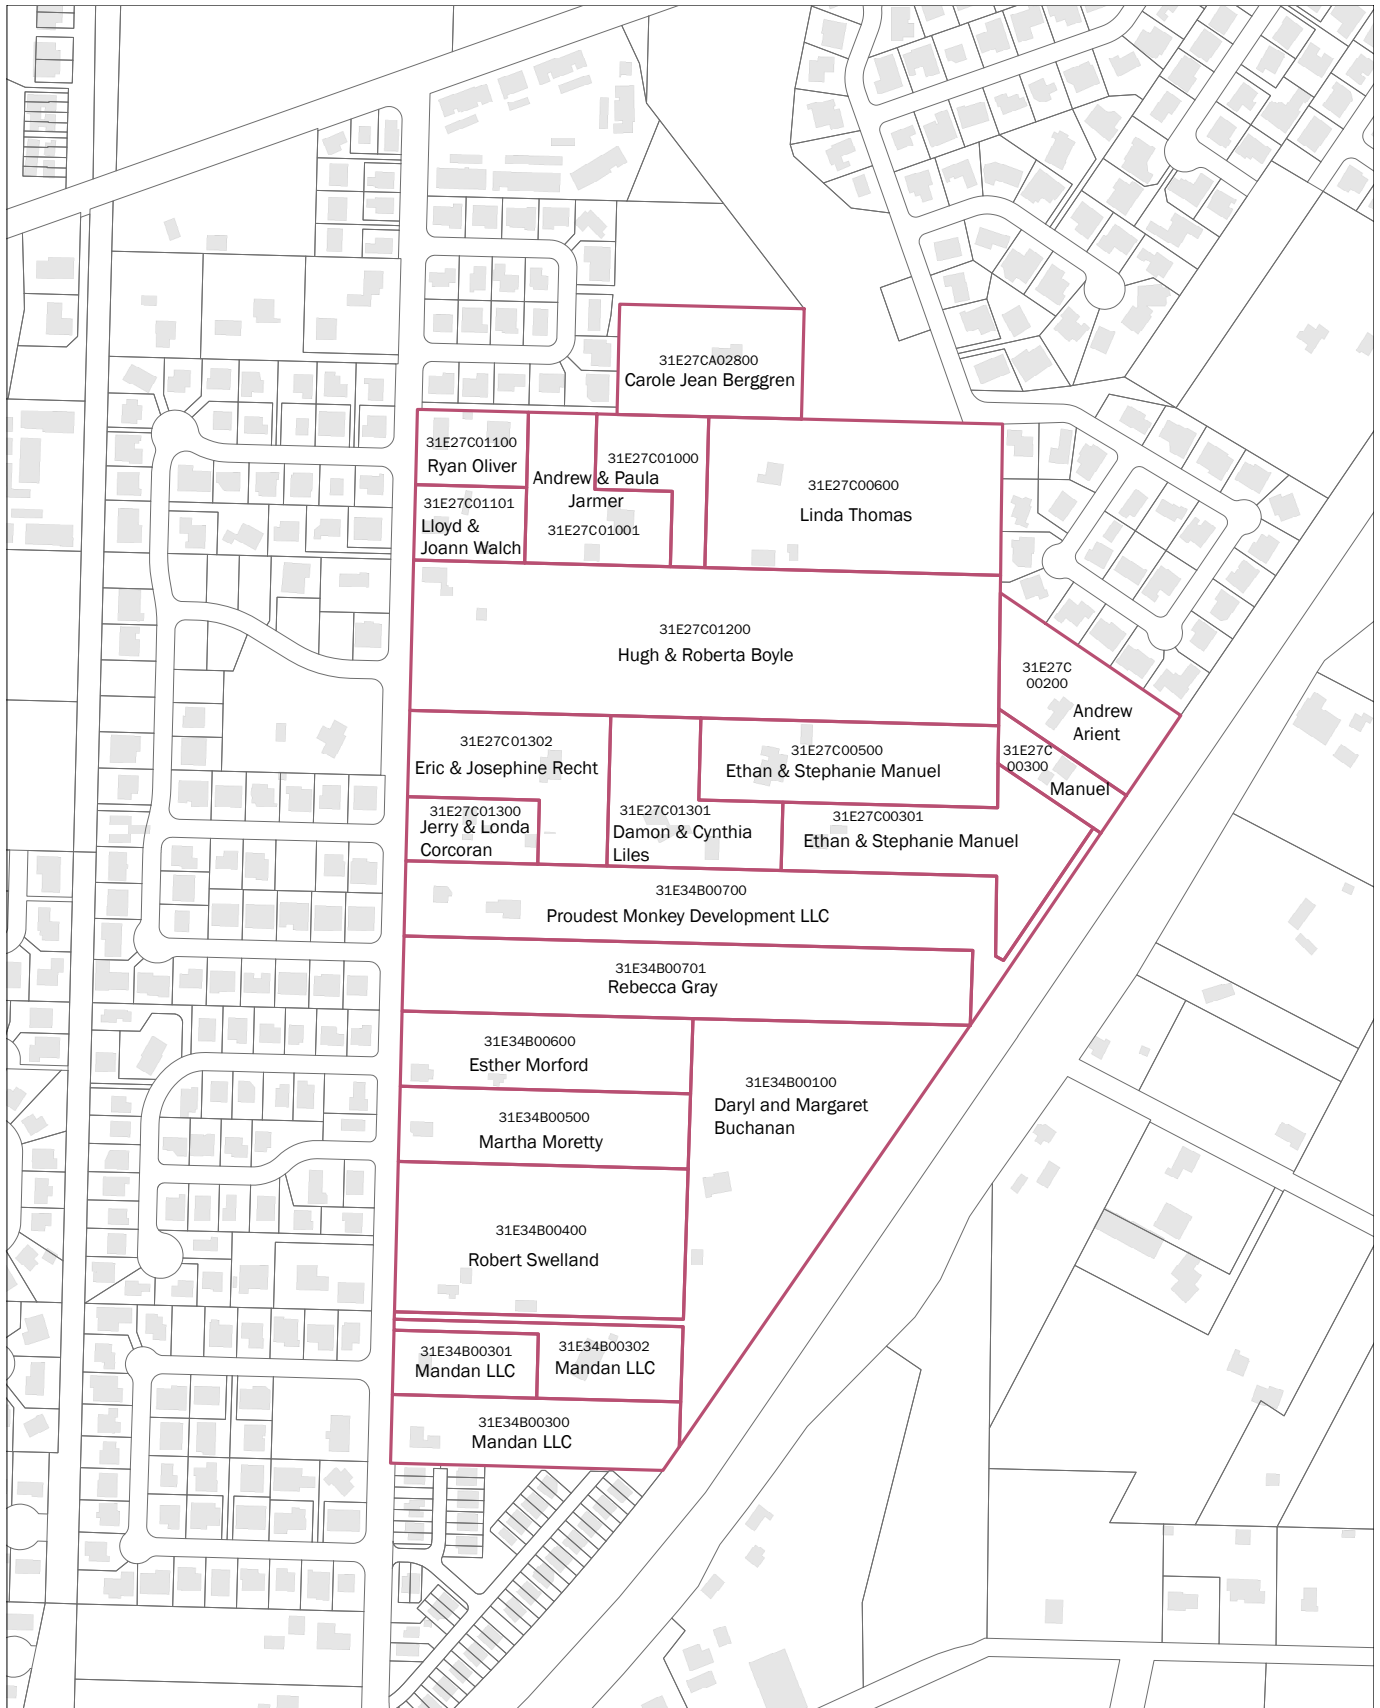 31E27CA02800
Carole Jean Berggren
31E27C01100
Ryan Oliver
31E27C01000
Andrew & Paula
Jarmer
31E27C01001
31E27C00600
Linda Thomas
31E27C01101
Lloyd &
Joann Walch
31E27C01200
Hugh & Roberta Boyle
31E27C
00200
Andrew
Arient
31E27C
00300
Manuel
31E27C01302
Eric & Josephine Recht
31E27C00500
Ethan & Stephanie Manuel
31E27C01300
Jerry & Londa
Corcoran
31E27C01301
Damon & Cynthia
Liles
31E27C00301
Ethan & Stephanie Manuel
31E34B00700
Proudest Monkey Development LLC
31E34B00701
Rebecca Gray
31E34B00600
Esther Morford
31E34B00100
Daryl and Margaret
Buchanan
31E34B00500
Martha Moretty
31E34B00400
Robert Swelland
31E34B00301
Mandan LLC
31E34B00302
Mandan LLC
31E34B00300
Mandan LLC